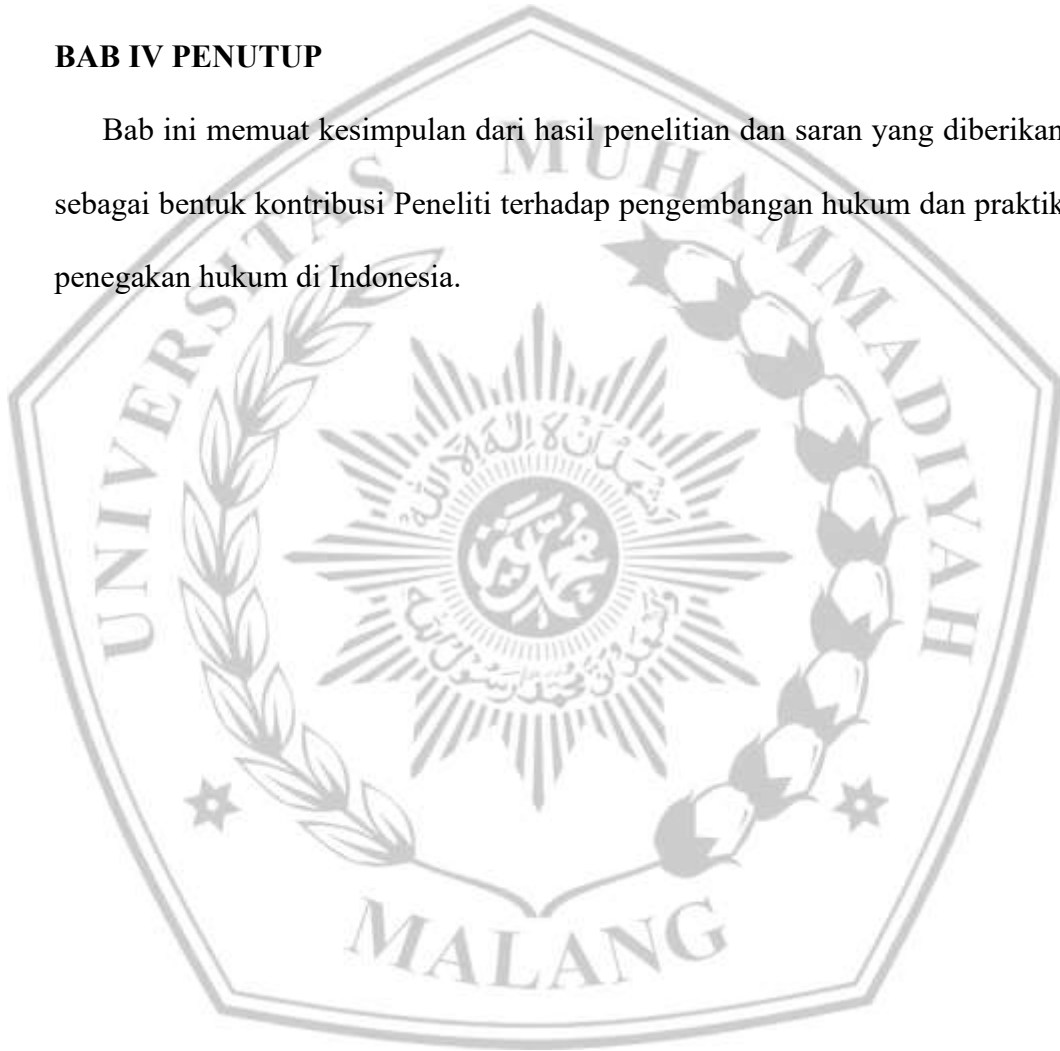 BAB IV PENUTUP
Bab ini memuat kesimpulan dari hasil penelitian dan saran yang diberikan
sebagai bentuk kontribusi Peneliti terhadap pengembangan hukum dan praktik
penegakan hukum di Indonesia.
UNIVERSITAS MUHAMMADIYAH
MALANG